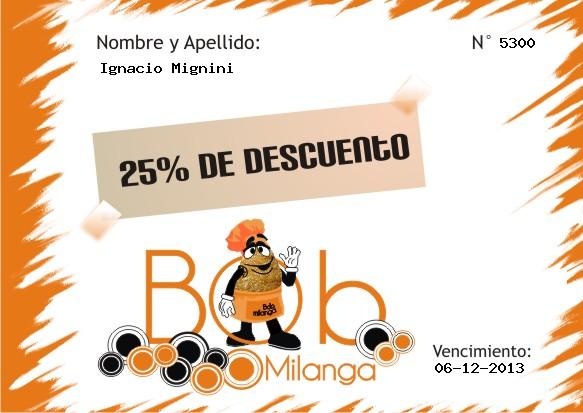 Nombre y Apellido:
N° 5300
Ignacio Mignini
25% DE DESCUENTO
Bob
Bob
milanga
Milanga
Vencimiento:
06-12-2013